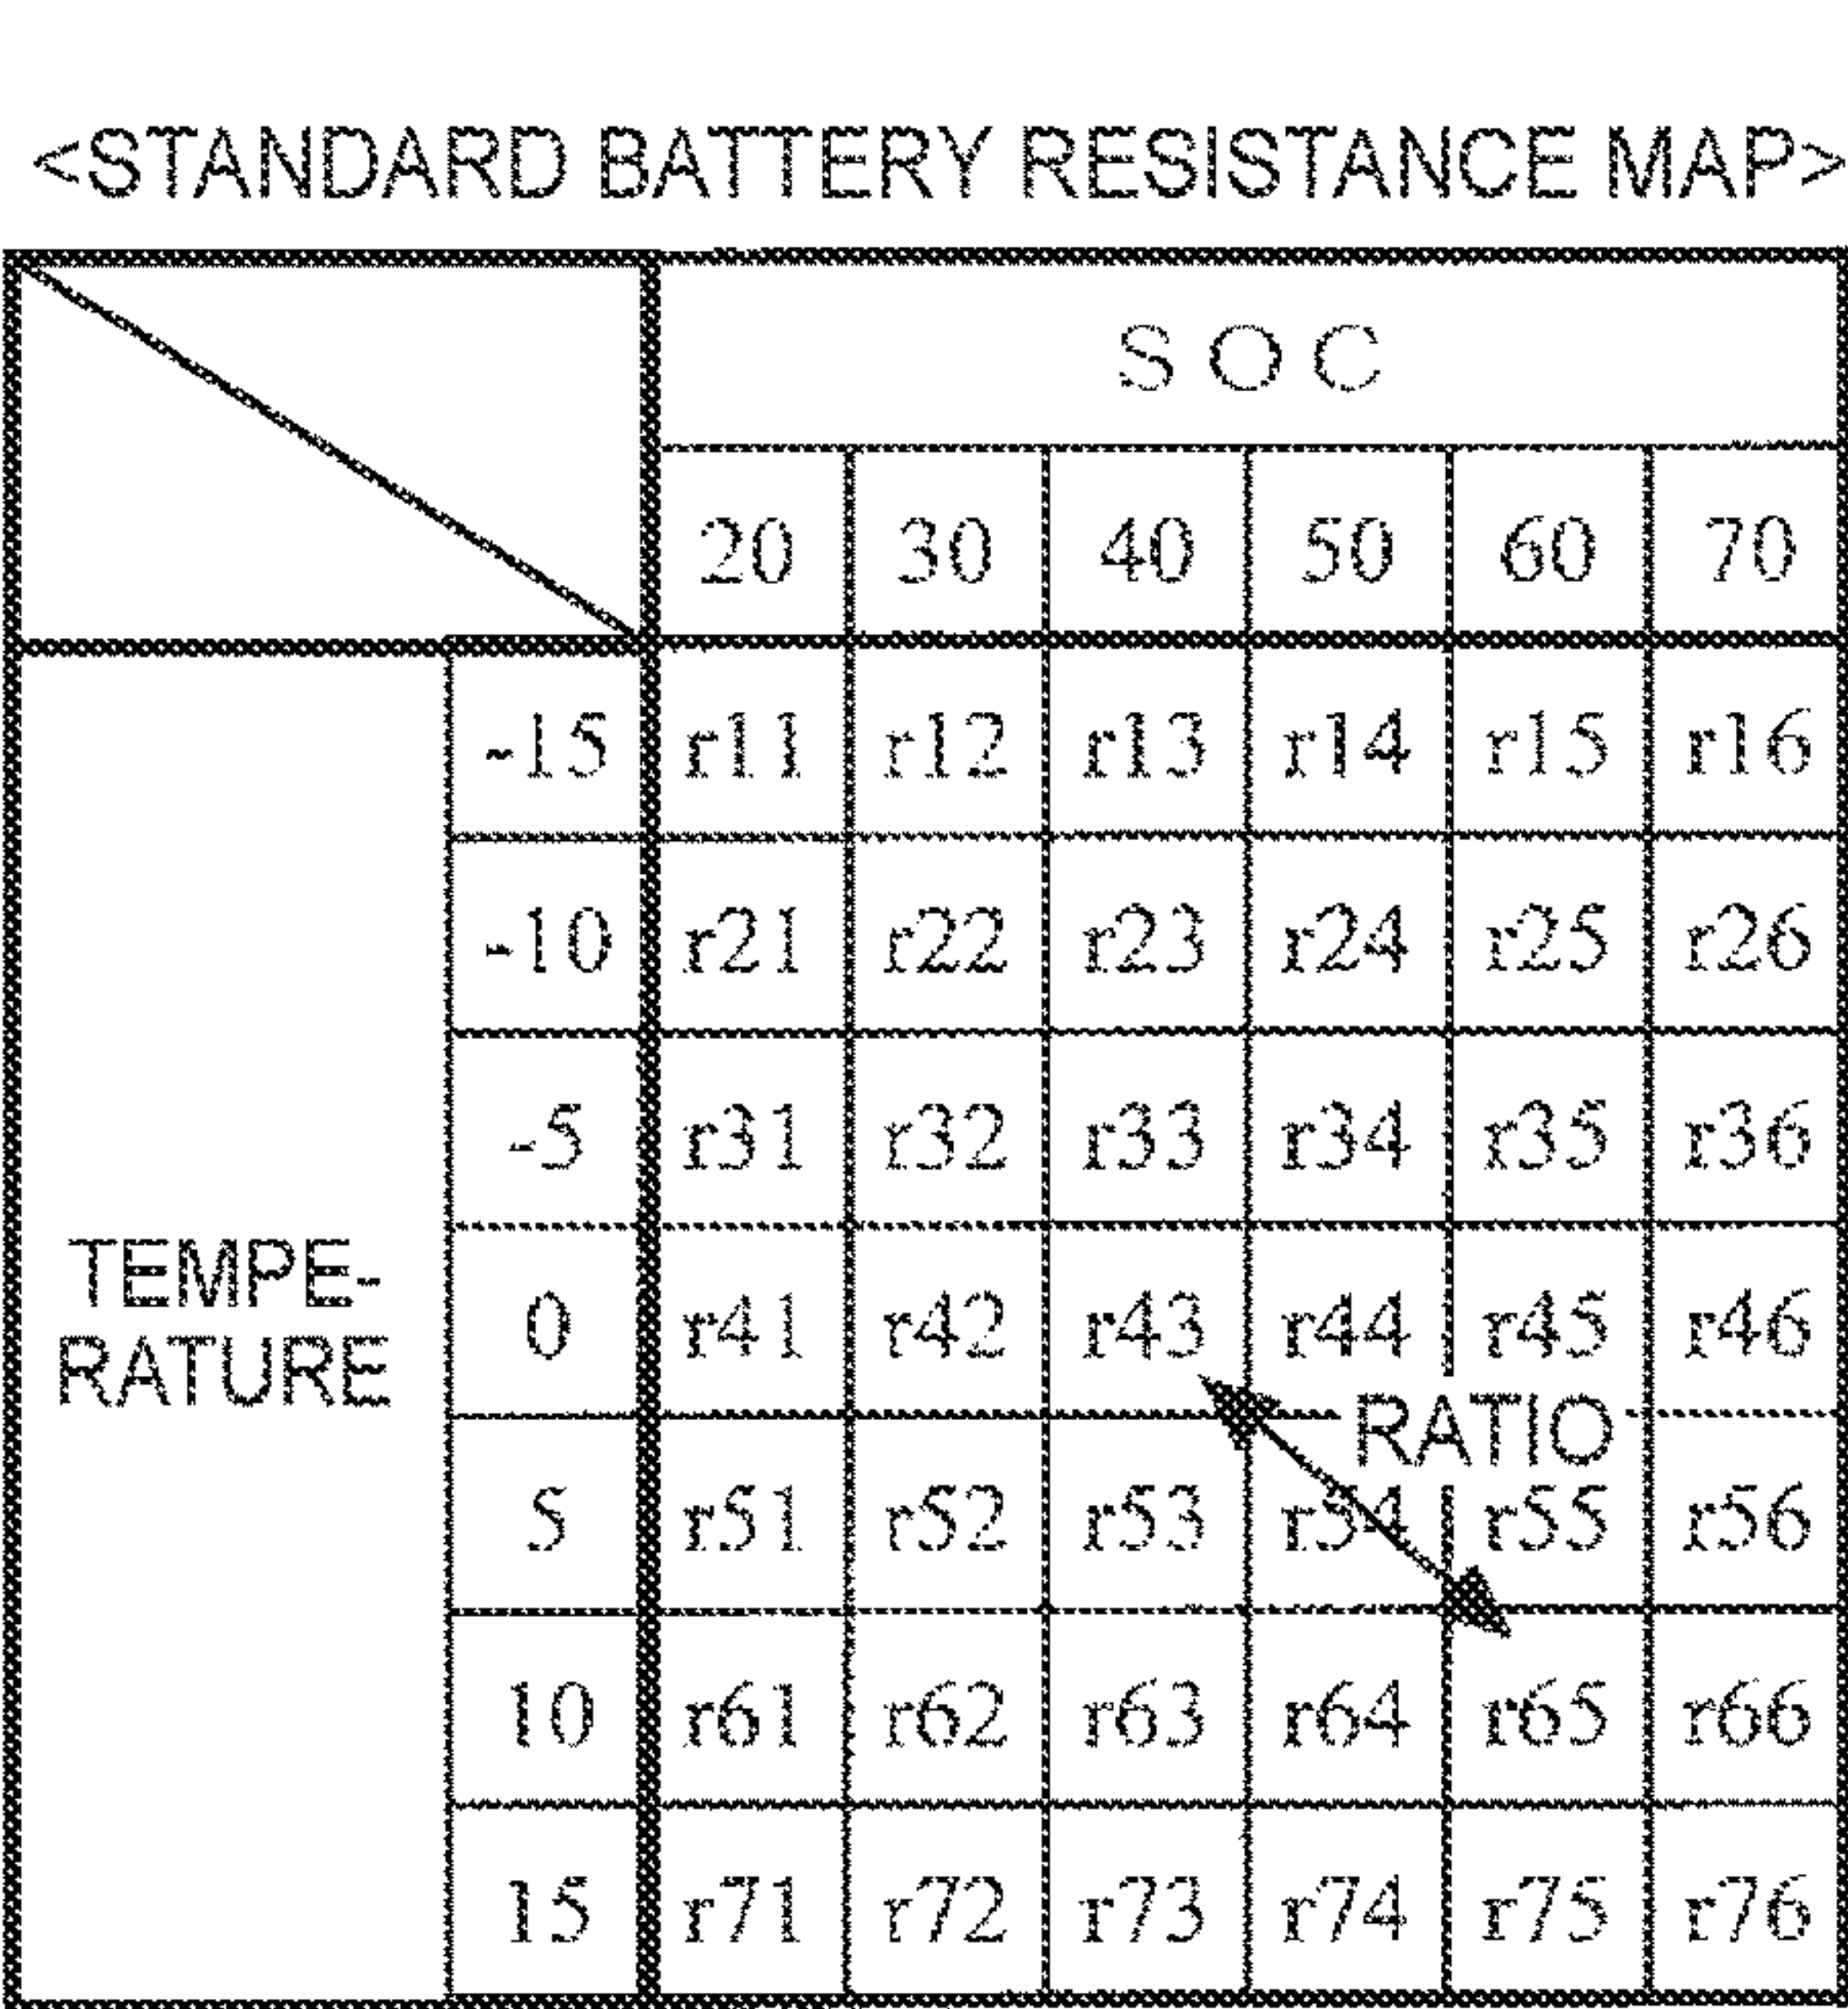 <STANDARD BATTERY RESISTANCE MAP>
SOC
20 30 40 50 60 70
-15 r11 r12 r13 r14 r15 r16
-10 r21 r22 r23 r24 r25 r26
-5 r31 r32 r33 r34 r35 r36
TEMPE-
RATURE
0 r41 r42 r43 r44 r45 r46
RATIO
5 r51 r52 r53 r54 r55 r56
10 r61 r62 r63 r64 r65 r66
15 r71 r72 r73 r74 r75 r76